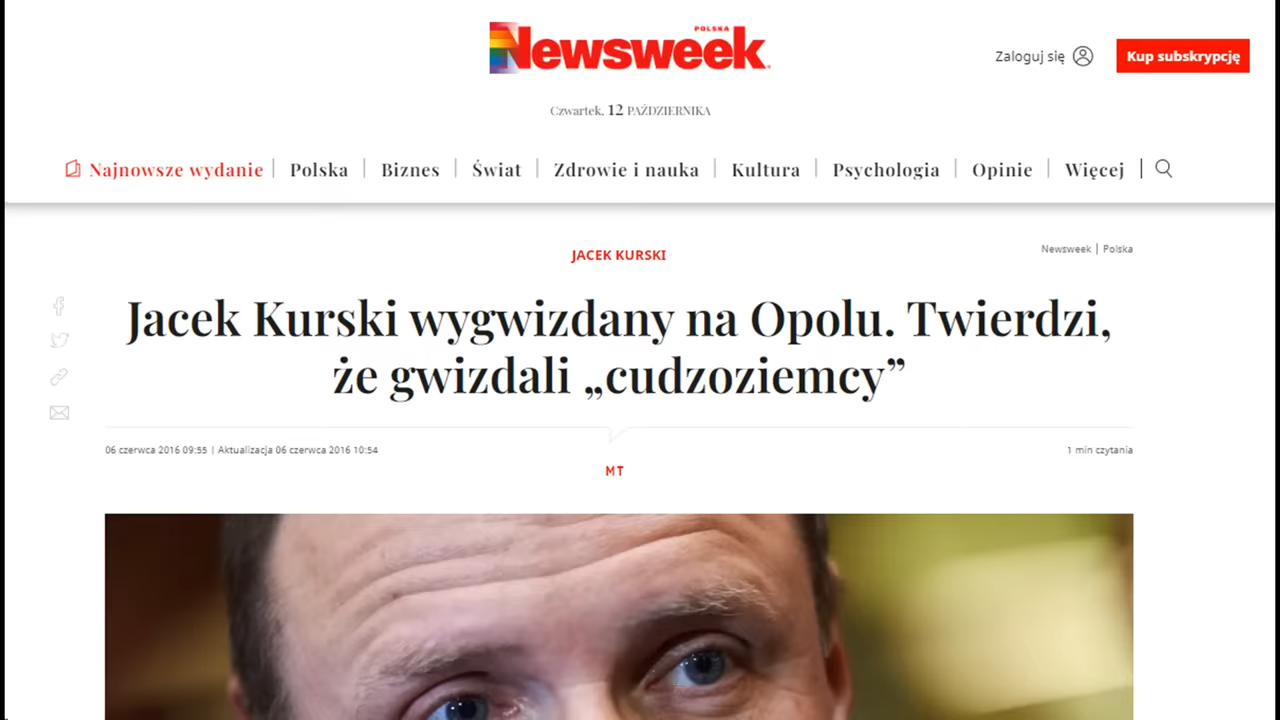 POLSKA
Newsweek
Zaloguj się
Kup subskrypcję
Czwartek, 12 PAŹDZIERNIKA
Najnowsze wydanie | Polska | Biznes | Świat | Zdrowie i nauka | Kultura | Psychologia | Opinie | Więcej |
JACEK KURSKI
Newsweek | Polska
Jacek Kurski wygwizdany na Opolu. Twierdzi,
że gwizdali „cudzoziemcy”
06 czerwca 2016 09:55 | Aktualizacja 06 czerwca 2016 10:54
1 min czytania
MT